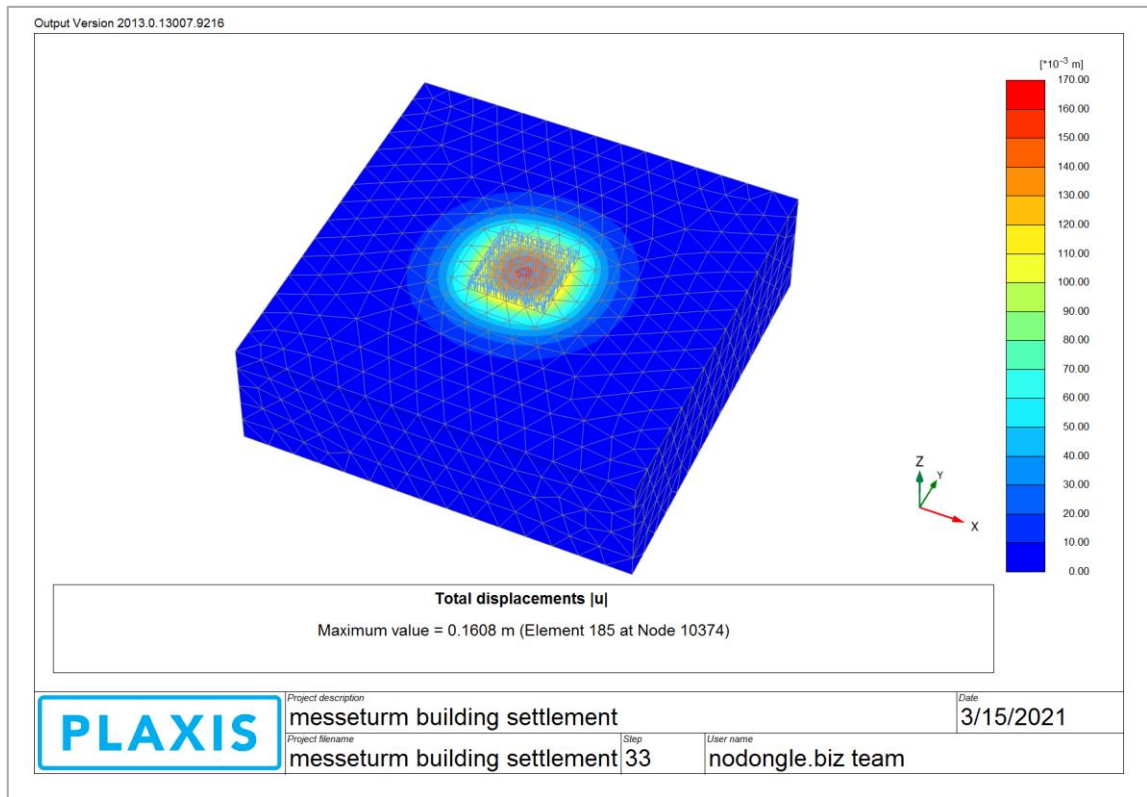 Output Version 2013.0.13007.9216
[*10⁻³ m]
170.00
160.00
150.00
140.00
130.00
120.00
110.00
100.00
90.00
80.00
70.00
60.00
50.00
40.00
30.00
20.00
10.00
0.00
Z
Y
X
Total displacements |u|
Maximum value = 0.1608 m (Element 185 at Node 10374)
PLAXIS
Project description
messeturm building settlement
Date
3/15/2021
Project filename
messeturm building settlement
Step
33
User name
nodongle.biz team